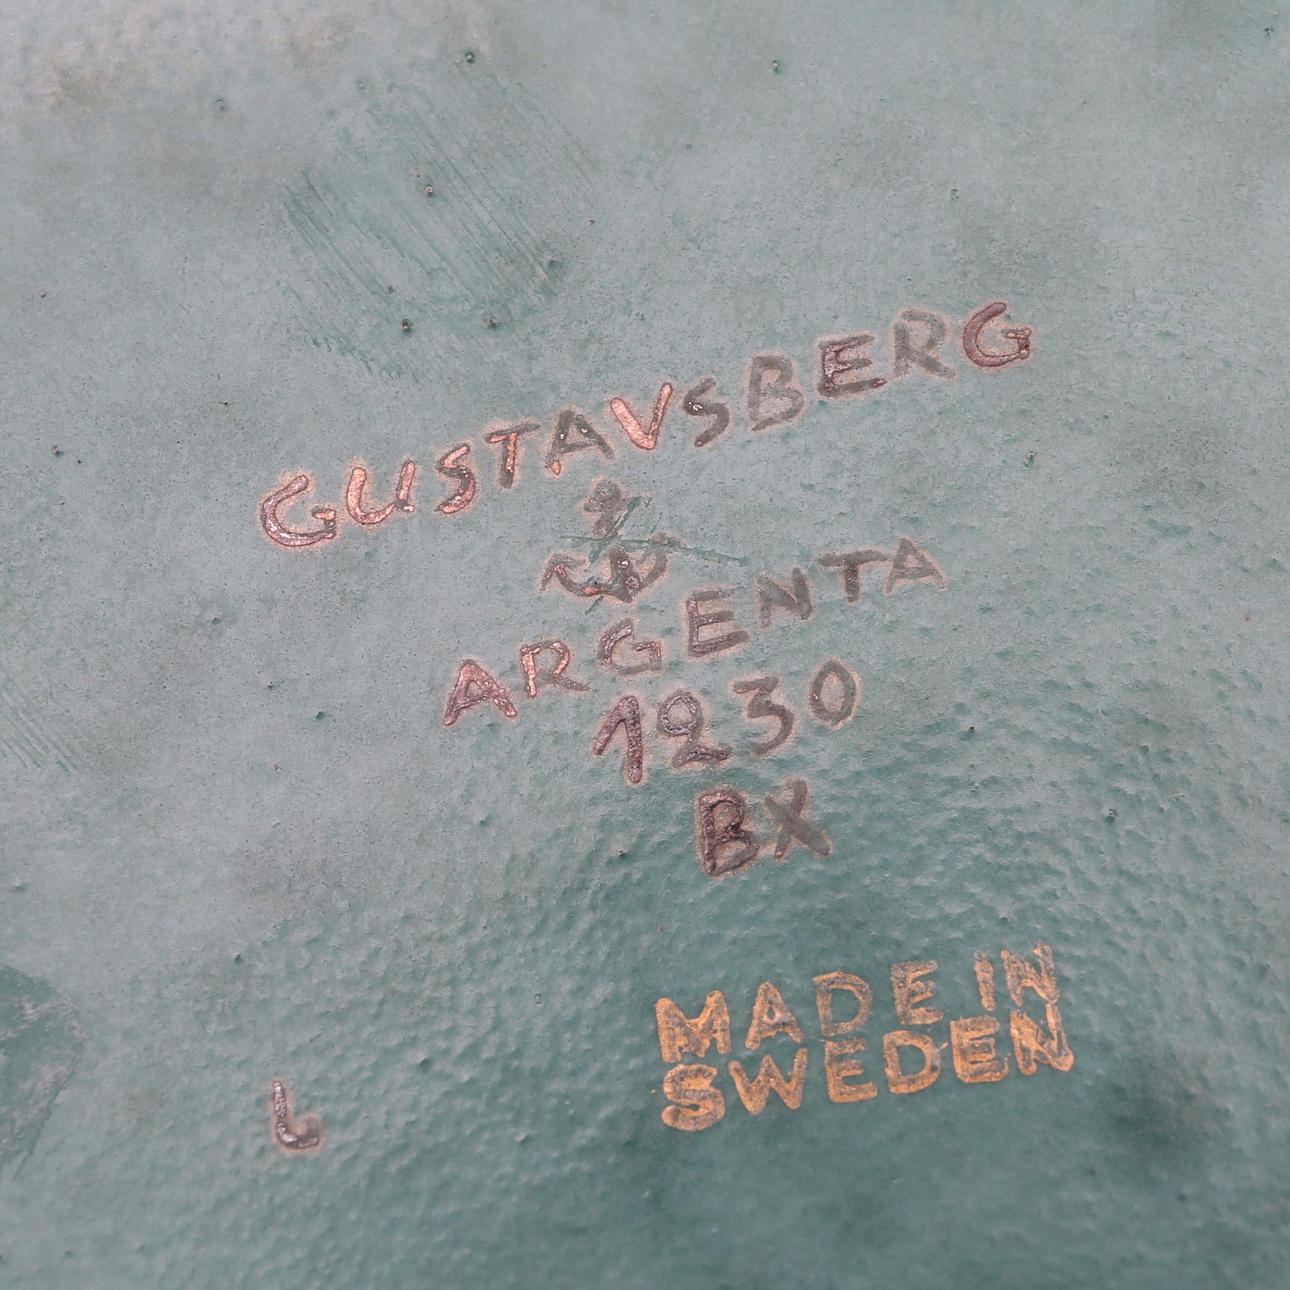 GUSTAVSBERG
ARGENTA
1230
BX
MADE IN
SWEDEN
L